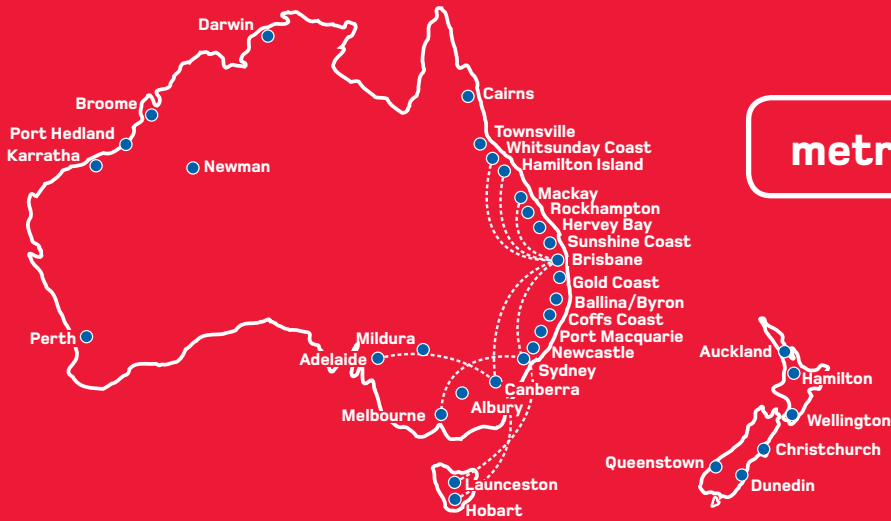 Darwin
Broome
Port Hedland
Karratha
Newman
Cairns
Townsville
Whitsunday Coast
Hamilton Island
Mackay
Rockhampton
Hervey Bay
Sunshine Coast
Brisbane
Gold Coast
Ballina/Byron
Coffs Coast
Port Macquarie
Newcastle
Sydney
Canberra
Albury
Perth
Mildura
Adelaide
Melbourne
Launceston
Hobart
metr
Auckland
Hamilton
Wellington
Christchurch
Queenstown
Dunedin